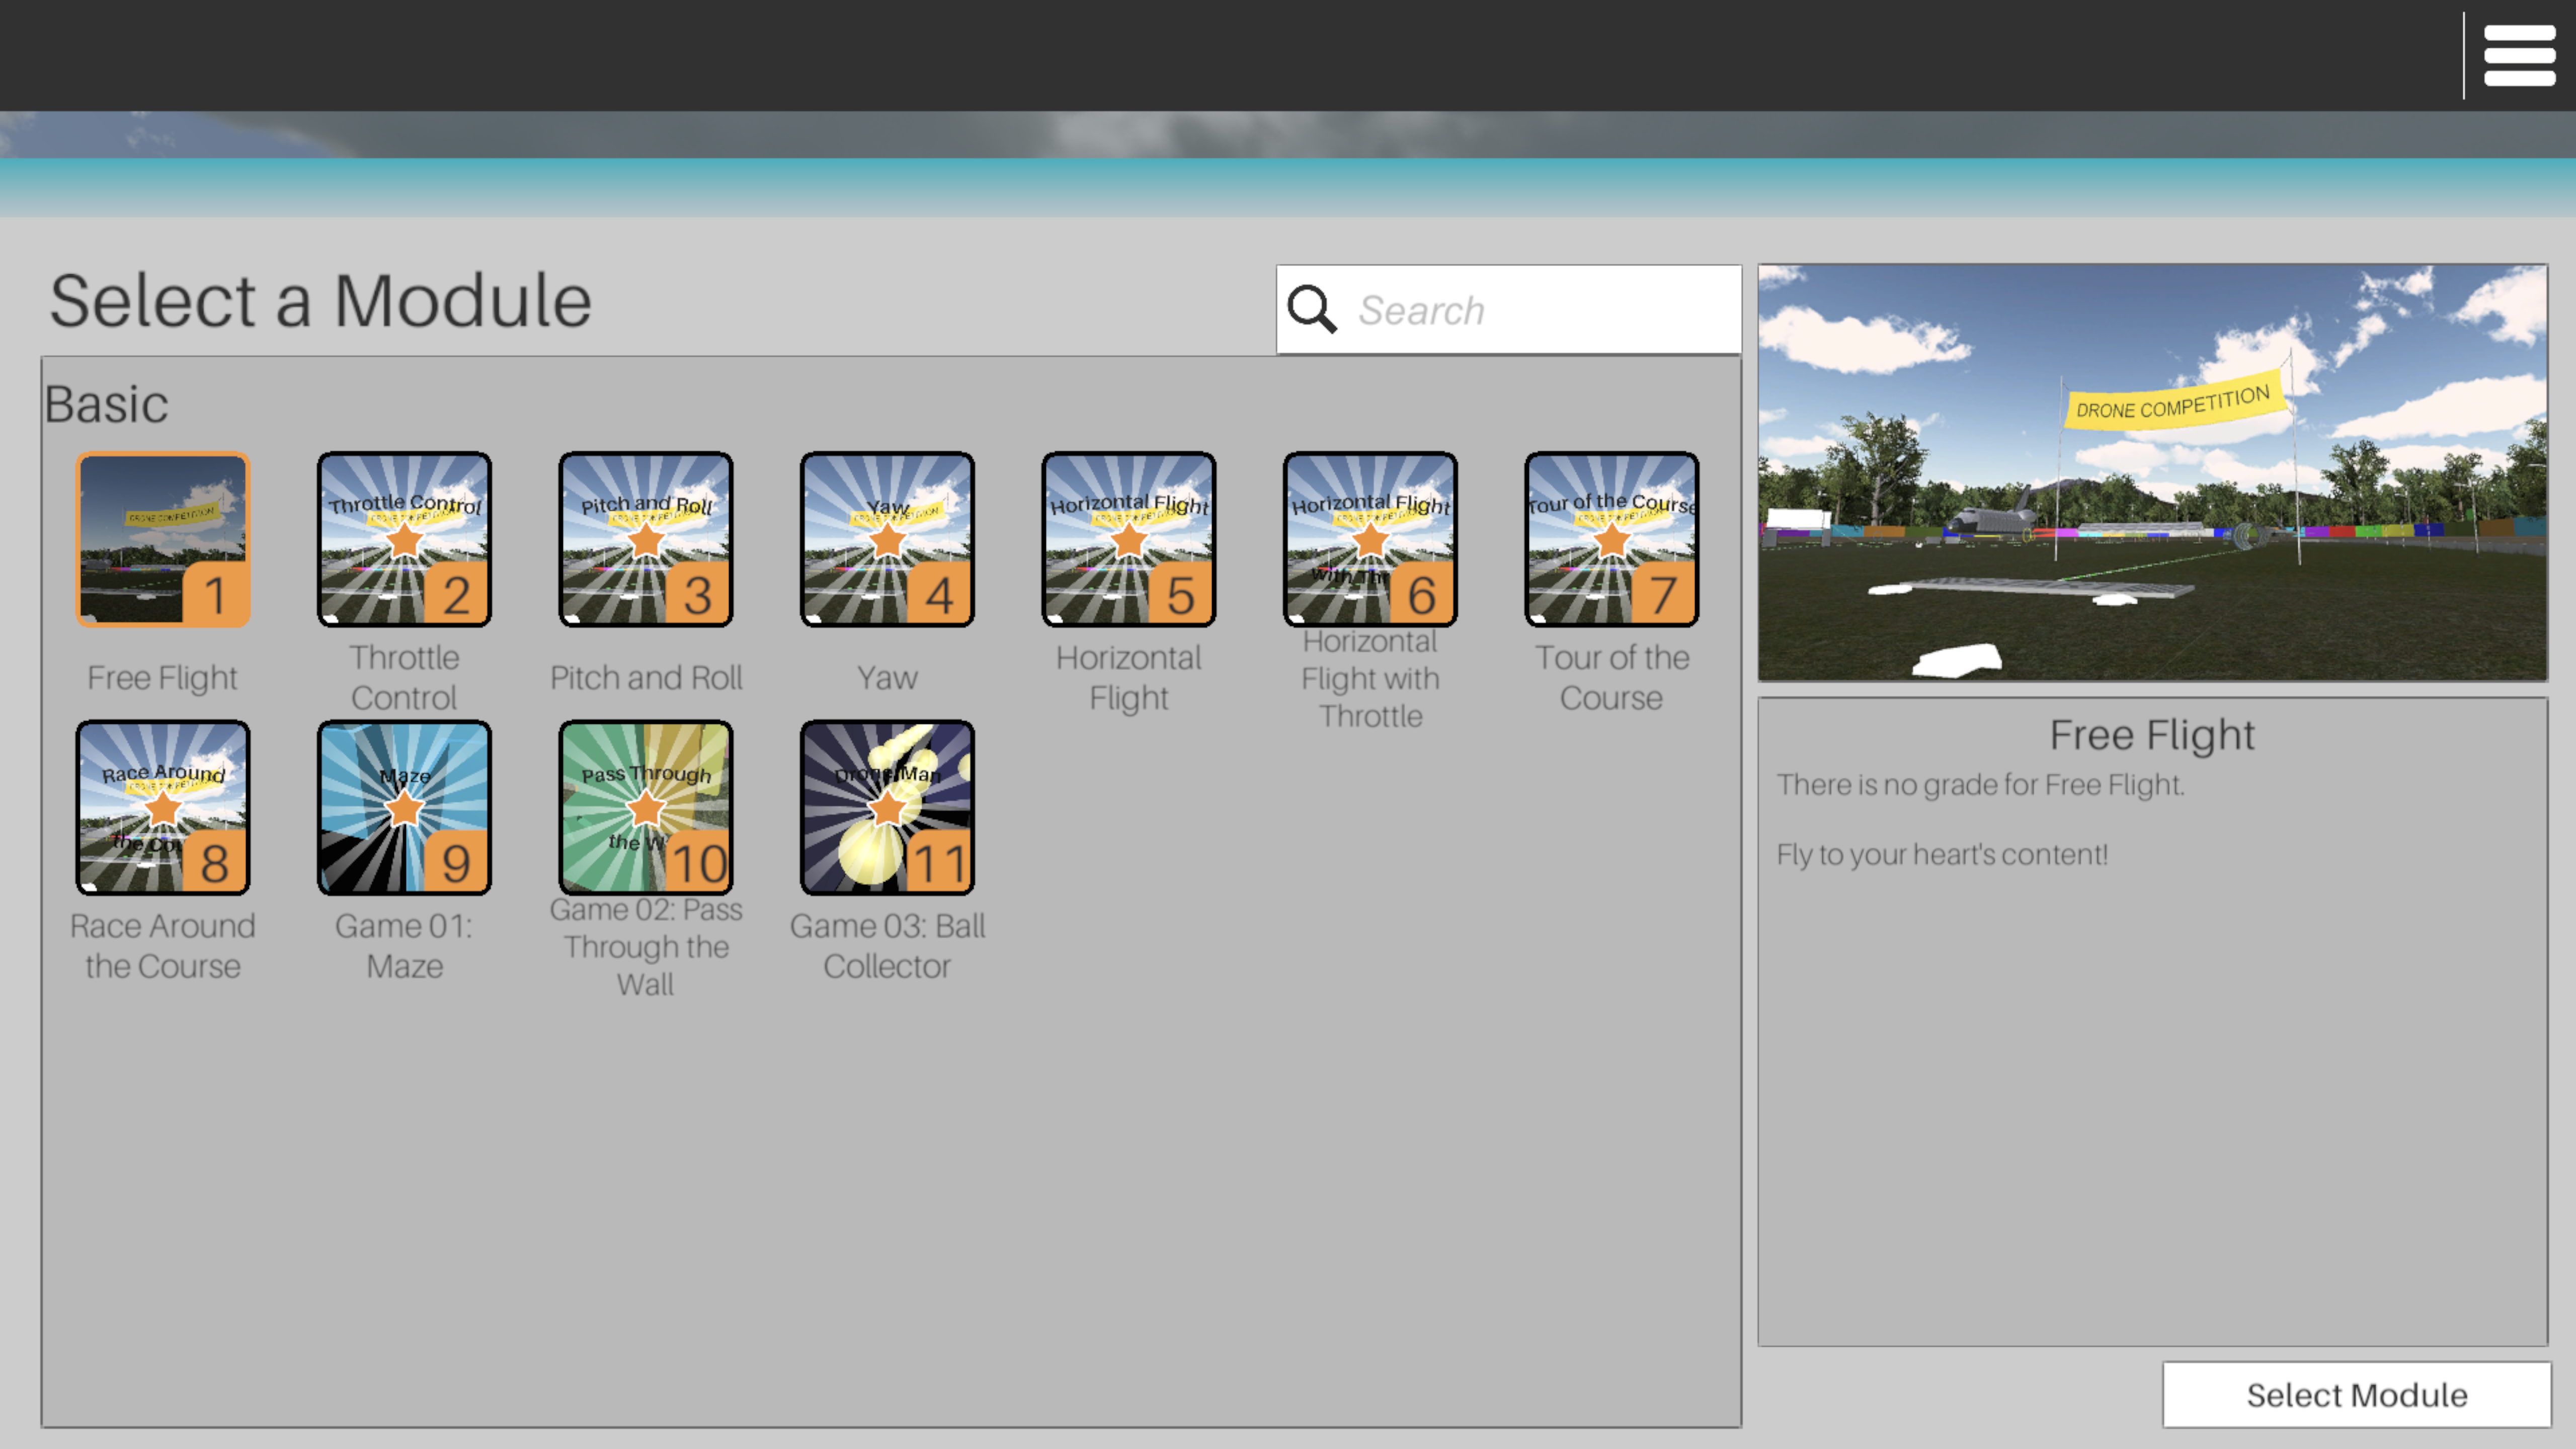 Select a Module
Search
Basic
Throttle Control
Pitch and Roll
Yaw
Horizontal Flight
Horizontal Flight
with Thr
Tour of the Course
1
2
3
4
5
6
7
Free Flight
Throttle
Control
Pitch and Roll
Yaw
Horizontal
Flight
Horizontal
Flight with
Throttle
Tour of the
Course
Race Around
the Cou
Maze
Pass Through
the W
Drone Man
8
9
10
11
Race Around
the Course
Game 01:
Maze
Game 02: Pass
Through the
Wall
Game 03: Ball
Collector
DRONE COMPETITION
Free Flight
There is no grade for Free Flight.
Fly to your heart's content!
Select Module